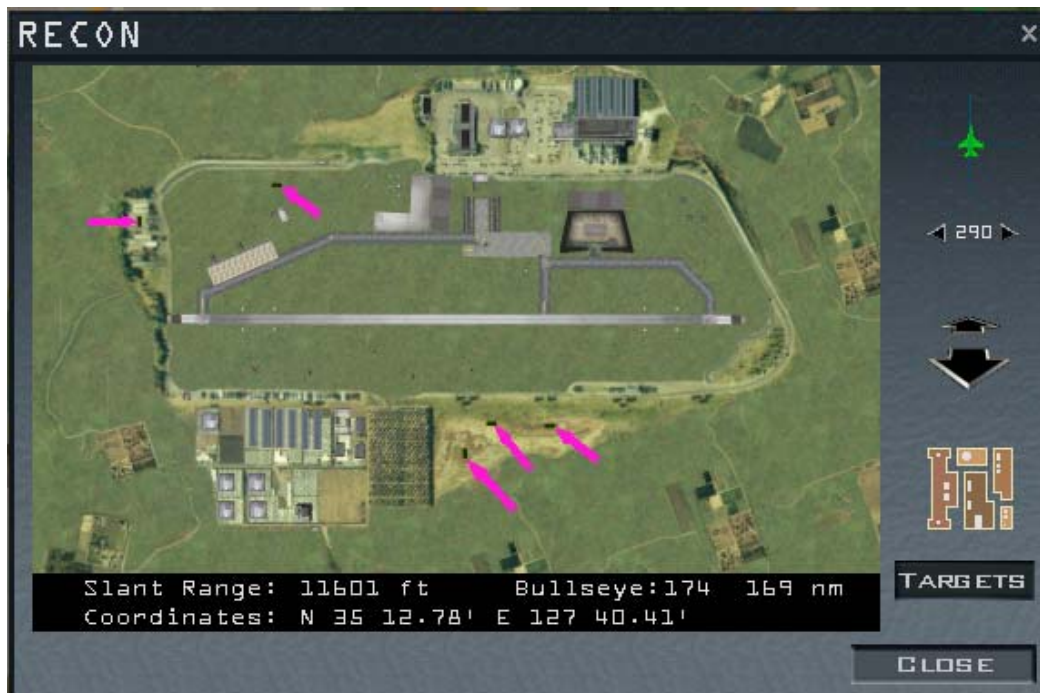 RECON
290
Slant Range: 11601 ft Bullseye:174 169 nm
Coordinates: N 35 12.78' E 127 40.41'
TARGETS
CLOSE